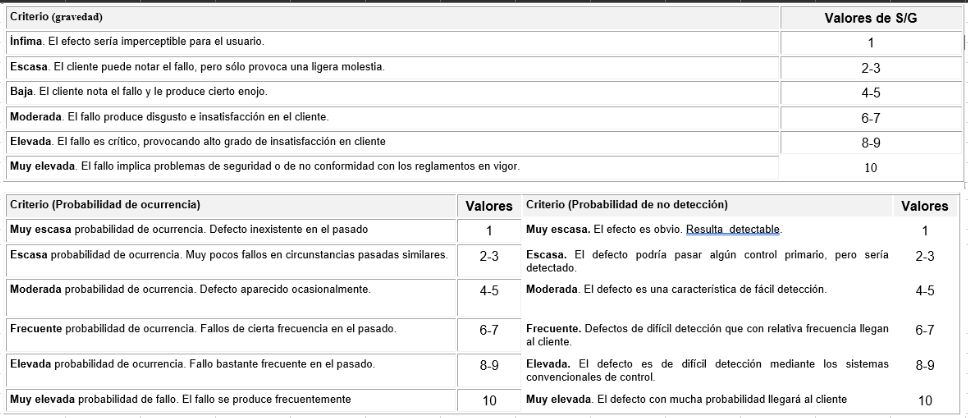 Criterio (gravedad) Valores de S/G
Ínfima. El efecto sería imperceptible para el usuario. 1
Escasa. El cliente puede notar el fallo, pero sólo provoca una ligera molestia. 2-3
Baja. El cliente nota el fallo y le produce cierto enojo. 4-5
Moderada. El fallo produce disgusto e insatisfacción en el cliente. 6-7
Elevada. El fallo es crítico, provocando alto grado de insatisfacción en cliente 8-9
Muy elevada. El fallo implica problemas de seguridad o de no conformidad con los reglamentos en vigor. 10
Criterio (Probabilidad de ocurrencia) Valores Criterio (Probabilidad de no detección) Valores
Muy escasa probabilidad de ocurrencia. Defecto inexistente en el pasado 1 Muy escasa. El efecto es obvio. Resulta detectable. 1
Escasa probabilidad de ocurrencia. Muy pocos fallos en circunstancias pasadas similares. 2-3 Escasa. El defecto podría pasar algún control primario, pero sería 2-3
detectado.
Moderada probabilidad de ocurrencia. Defecto aparecido ocasionalmente. 4-5 Moderada. El defecto es una característica de fácil detección. 4-5
Frecuente probabilidad de ocurrencia. Fallos de cierta frecuencia en el pasado. 6-7 Frecuente. Defectos de difícil detección que con relativa frecuencia llegan 6-7
al cliente.
Elevada probabilidad de ocurrencia. Fallo bastante frecuente en el pasado. 8-9 Elevada. El defecto es de difícil detección mediante los sistemas 8-9
convencionales de control.
Muy elevada probabilidad de fallo. El fallo se produce frecuentemente 10 Muy elevada. El defecto con mucha probabilidad llegará al cliente 10